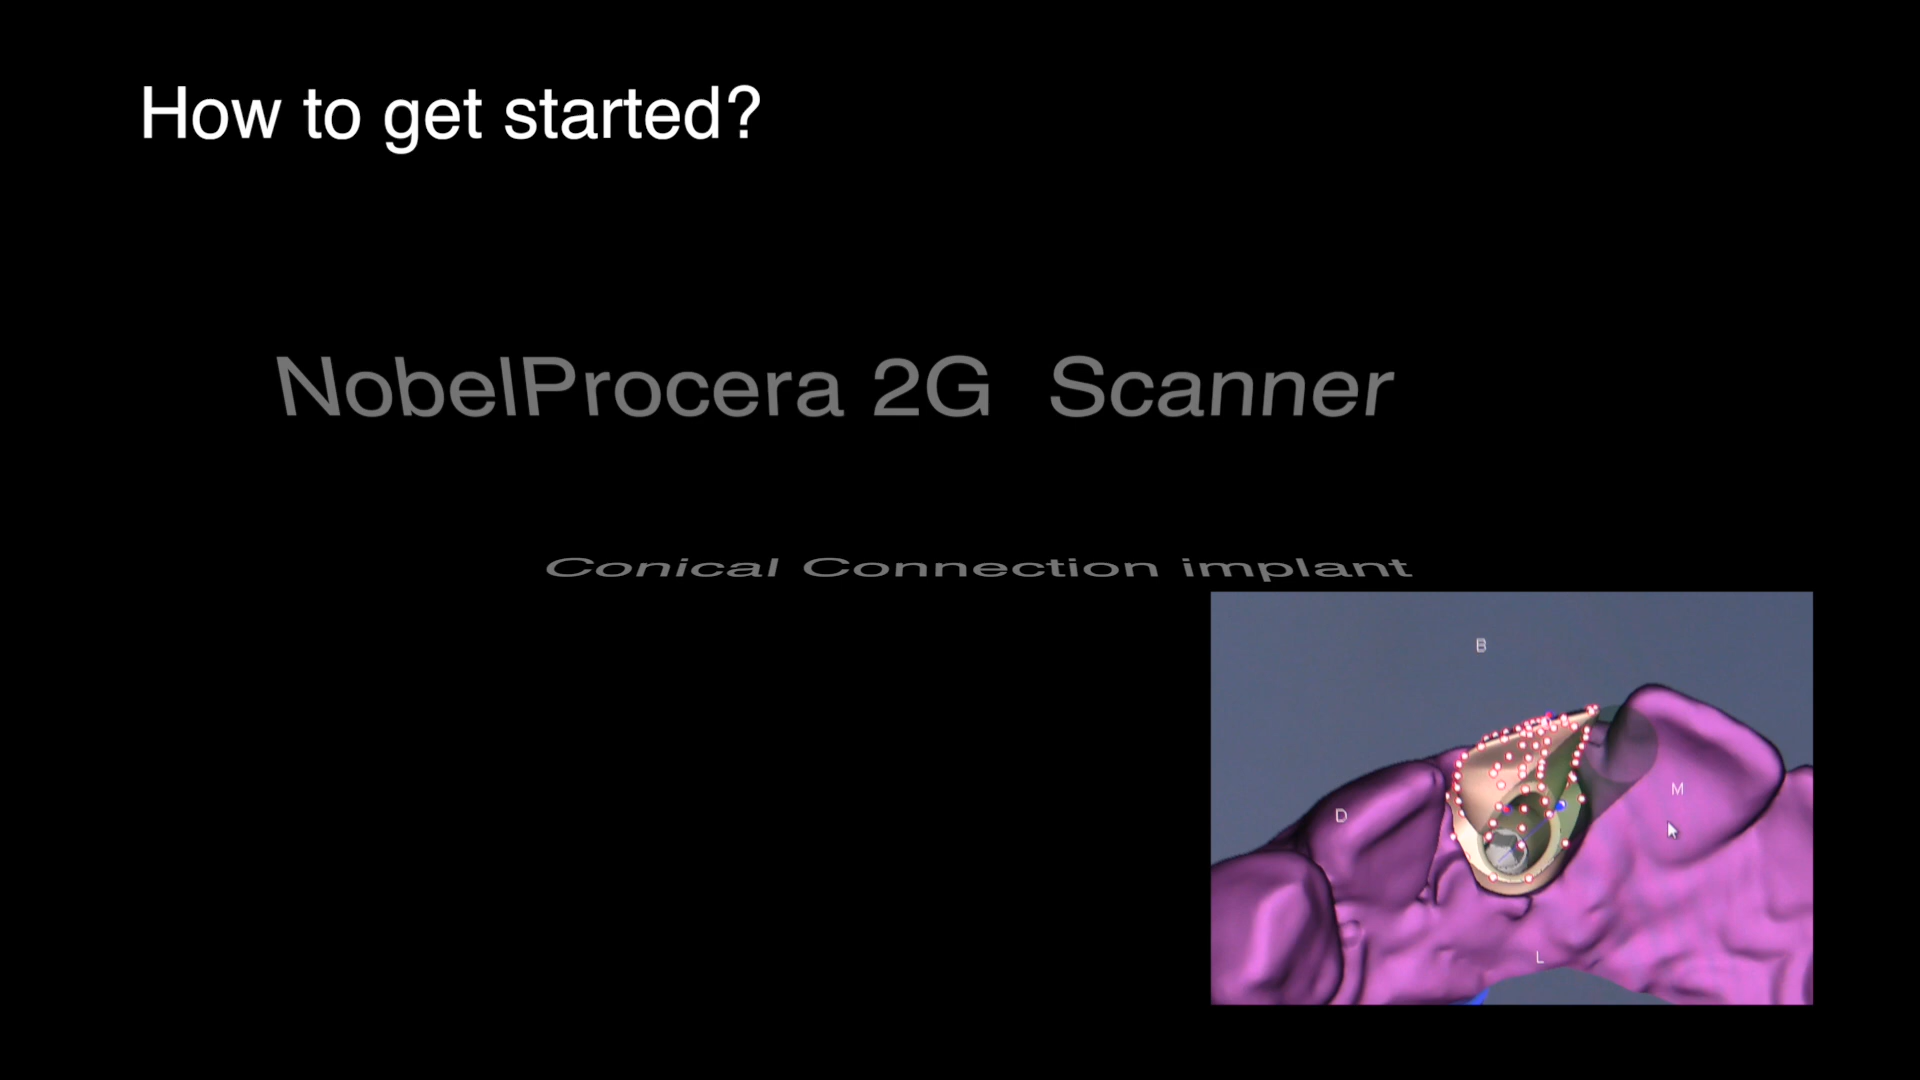 How to get started?
NobelProcera 2G Scanner
Conical Connection implant
B
M
D
L